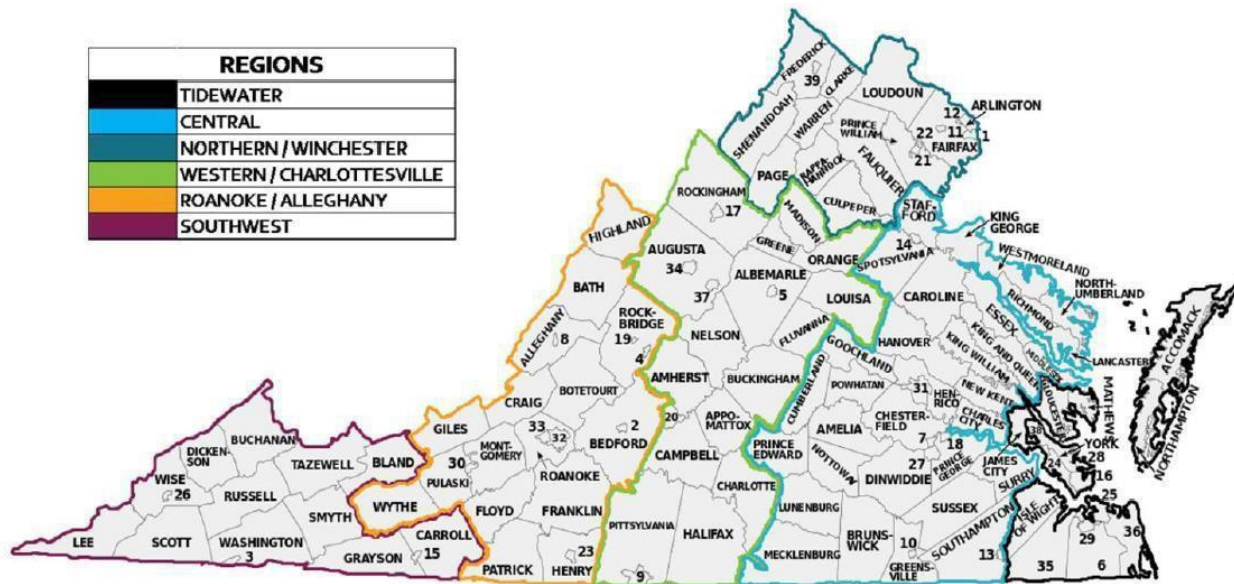 REGIONS
TIDEWATER
CENTRAL
NORTHERN / WINCHESTER
WESTERN / CHARLOTTESVILLE
ROANOKE / ALLEGHANY
SOUTHWEST
FREDERICK
39
CLARKE
LOUDOUN
ARLINGTON
12
11
1
22
FAIRFAX
21
SHENANDOAH
WARREN
PRINCE
WILLIAM
FAUQUIER
PAGE
RAPPA-
HANNOCK
CULPEPER
ROCKINGHAM
17
MADISON
GREENE
ORANGE
STAF-
FORD
KING
GEORGE
WESTMORELAND
HIGHLAND
AUGUSTA
34
37
ALBEMARLE
5
LOUISA
14
SPOTSYLVANIA
CAROLINE
ESSEX
RICHMOND
NORTH-
UMBERLAND
LANCASTER
ACCOMACK
NORTHAMPTON
BATH
ROCK-
BRIDGE
19
4
ALLEGHANY
8
NELSON
FLUVANNA
GOOCHLAND
HANOVER
KING AND QUEEN
KING WILLIAM
NEW KENT
GLOUCESTER
MATHEWS
BOTETOURT
CRAIG
AMHERST
20
BUCKINGHAM
APPO-
MATTOX
CUMBERLAND
POWHATAN
31
HEN-
RICO
CHARLES
CITY
38
YORK
28
16
25
24
JAMES
CITY
GILES
30
MONT-
GOMERY
PULASKI
33
32
ROANOKE
2
BEDFORD
CAMPBELL
PRINCE
EDWARD
AMELIA
CHESTER-
FIELD
7
18
NOTTOWAY
27
DINWIDDIE
PRINCE
GEORGE
SURRY
BUCHANAN
DICKEN-
SON
WISE
26
TAZEWELL
BLAND
RUSSELL
SMYTH
WYTHE
LEE
SCOTT
WASHINGTON
3
GRAYSON
CARROLL
15
FLOYD
FRANKLIN
23
PATRICK
HENRY
PITTSYLVANIA
9
HALIFAX
CHARLOTTE
LUNENBURG
MECKLENBURG
BRUNS-
WICK
10
GREENS-
VILLE
SUSSEX
SOUTHAMPTON
13
ISLE
OF WIGHT
35
29
6
36